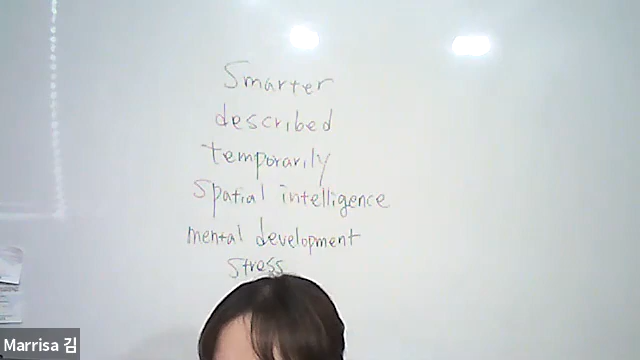 Smarter
described
temporarily
spatial intelligence
mental development
stress
Marrisa 김